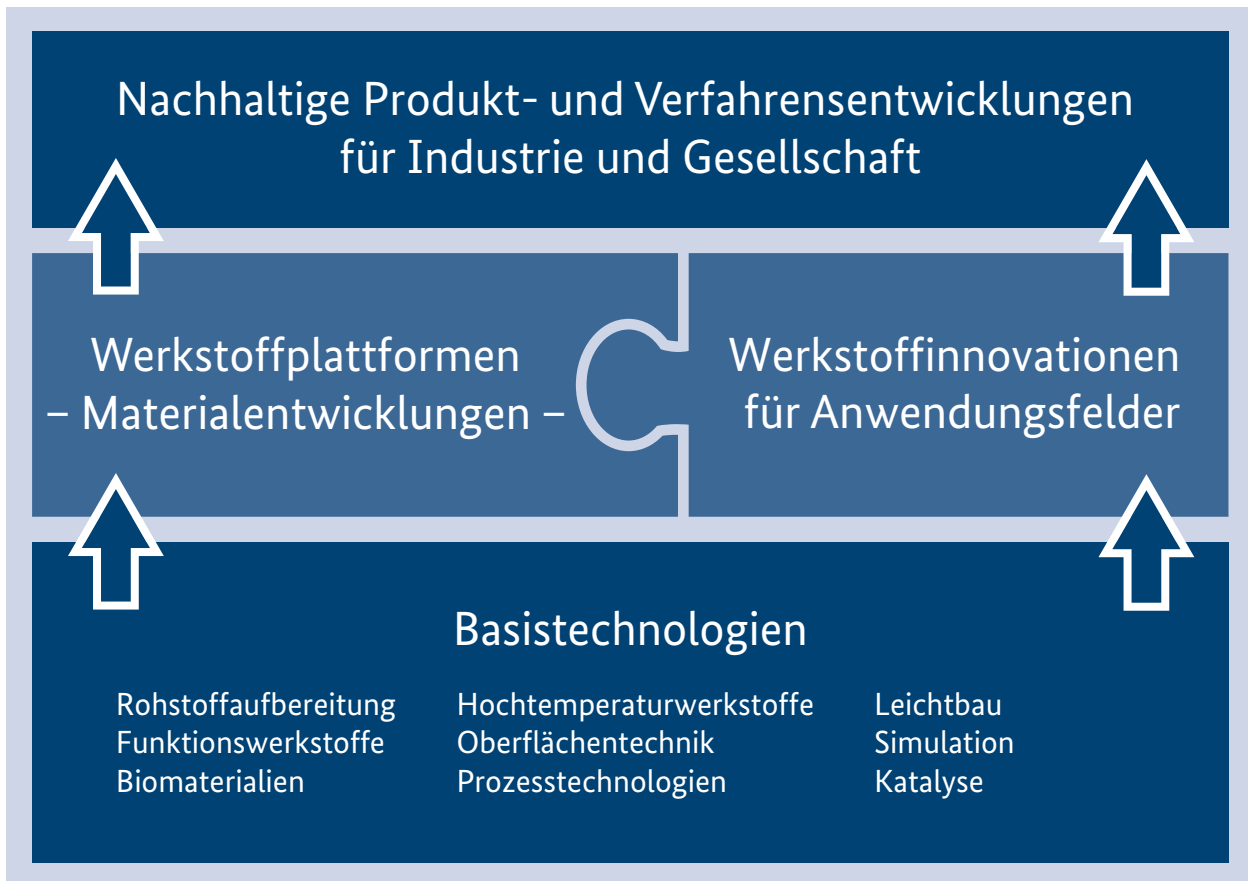 Nachhaltige Produkt- und Verfahrensentwicklungen
für Industrie und Gesellschaft
Werkstoffplattformen
– Materialentwicklungen –
Werkstoffinnovationen
für Anwendungsfelder
Basistechnologien
Rohstoffaufbereitung
Funktionswerkstoffe
Biomaterialien
Hochtemperaturwerkstoffe
Oberflächentechnik
Prozesstechnologien
Leichtbau
Simulation
Katalyse